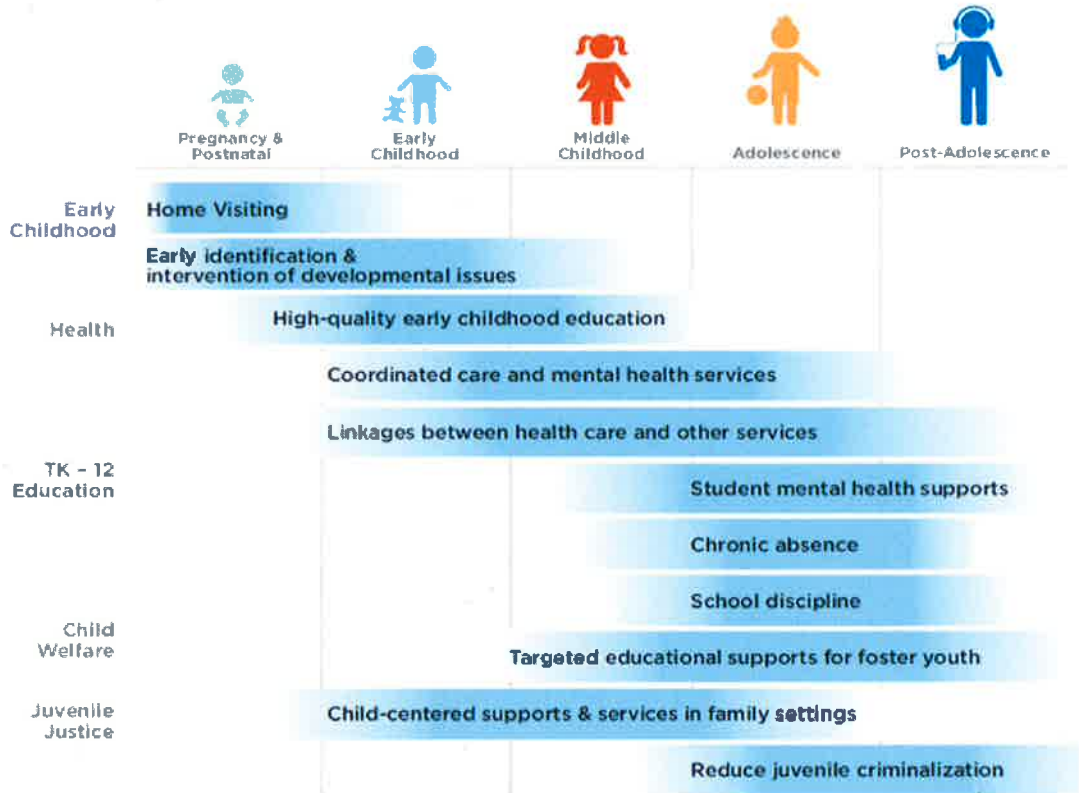 Pregnancy &
Postnatal
Early
Childhood
Middle
Childhood
Adolescence
Post-Adolescence
Early
Childhood
Home Visiting
Early identification &
intervention of developmental issues
Health
High-quality early childhood education
Coordinated care and mental health services
Linkages between health care and other services
TK - 12
Education
Student mental health supports
Chronic absence
School discipline
Child
Welfare
Targeted educational supports for foster youth
Juvenile
Justice
Child-centered supports & services in family settings
Reduce juvenile criminalization